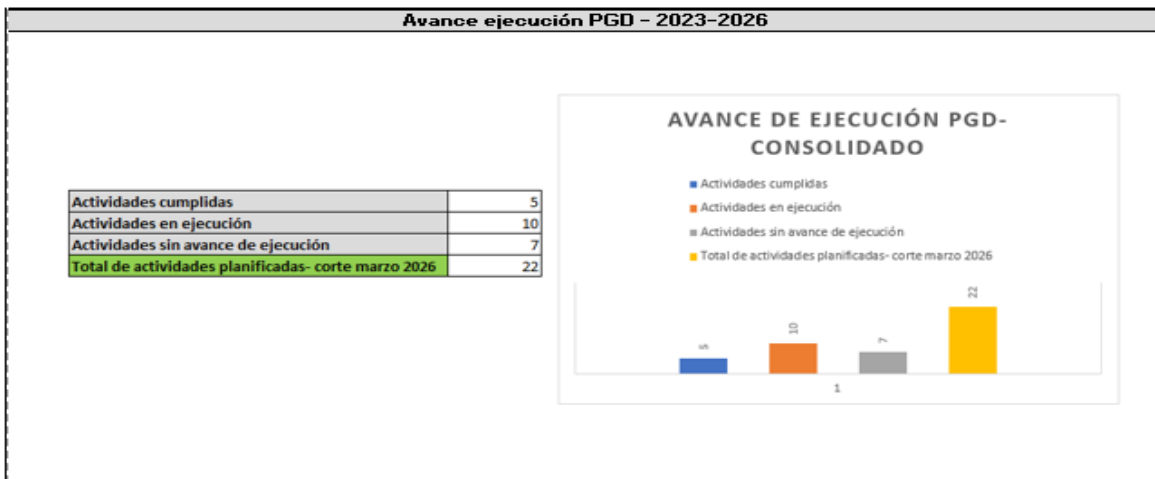 Avance ejecución PGD - 2023-2026
Actividades cumplidas 5
Actividades en ejecución 10
Actividades sin avance de ejecución 7
Total de actividades planificadas- corte marzo 2026 22
AVANCE DE EJECUCIÓN PGD-
CONSOLIDADO
Actividades cumplidas
Actividades en ejecución
Actividades sin avance de ejecución
Total de actividades planificadas- corte marzo 2026
5
10
7
22
1